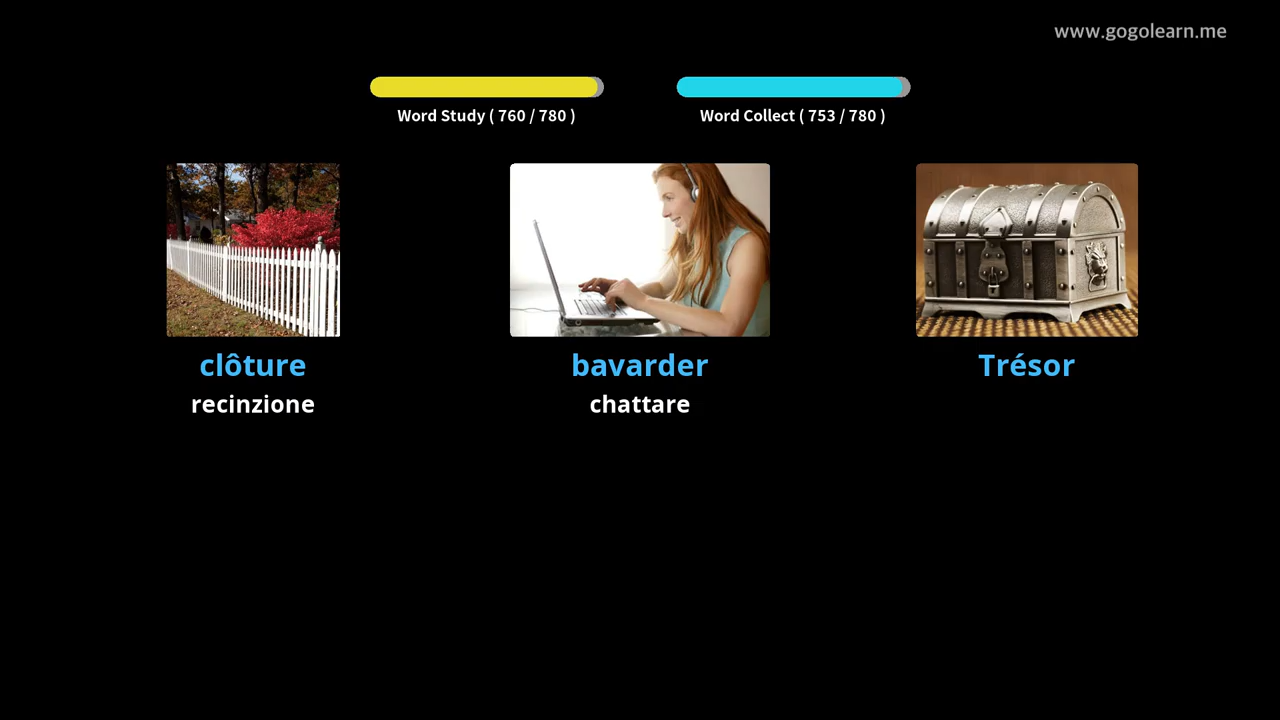 www.gogolearn.me
Word Study ( 760 / 780 )
Word Collect ( 753 / 780 )
clôture
bavarder
Trésor
recinzione
chattare